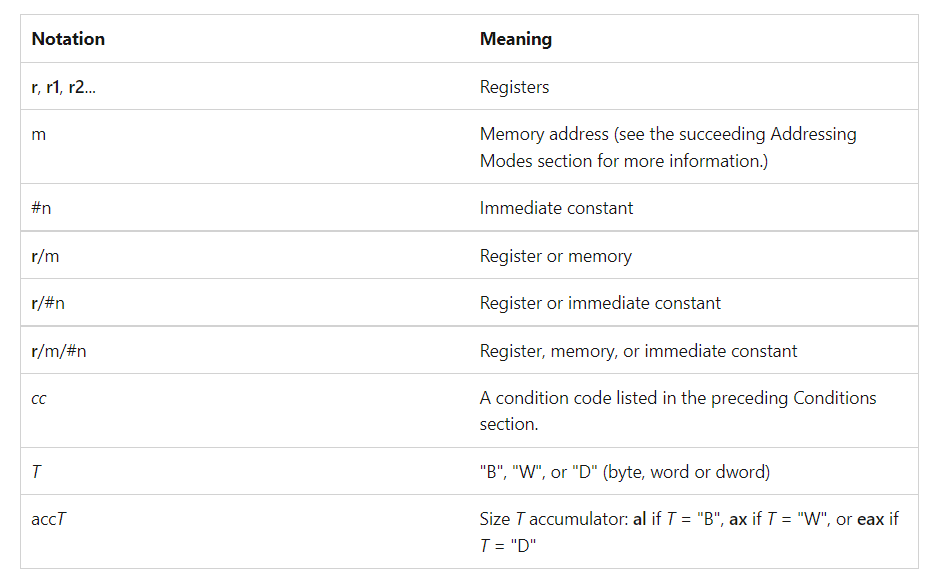 Notation Meaning
r, r1, r2... Registers
m Memory address (see the succeeding Addressing
Modes section for more information.)
#n Immediate constant
r/m Register or memory
r/#n Register or immediate constant
r/m/#n Register, memory, or immediate constant
cc A condition code listed in the preceding Conditions
section.
T "B", "W", or "D" (byte, word or dword)
accT Size T accumulator: al if T = "B", ax if T = "W", or eax if
T = "D"